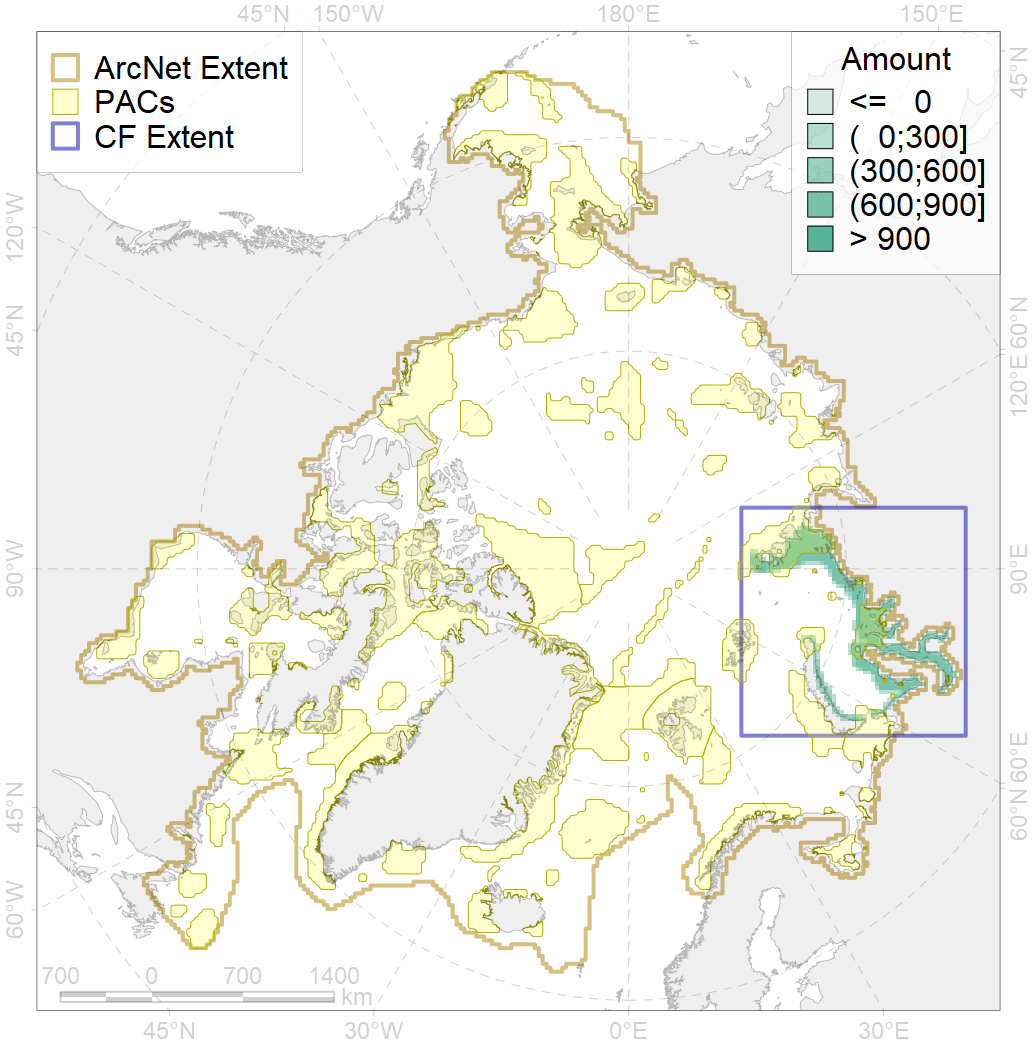 45°N 150°W 180°E 150°E
ArcNet Extent
PACs
CF Extent
Amount
<= 0
( 0;300]
(300;600]
(600;900]
> 900
45°N
120°W
60°N
45°N
120°E
90°W
90°E
60°E
45°N
60°N
60°W
700 0 700 1400
km
45°N 30°W 0°E 30°E